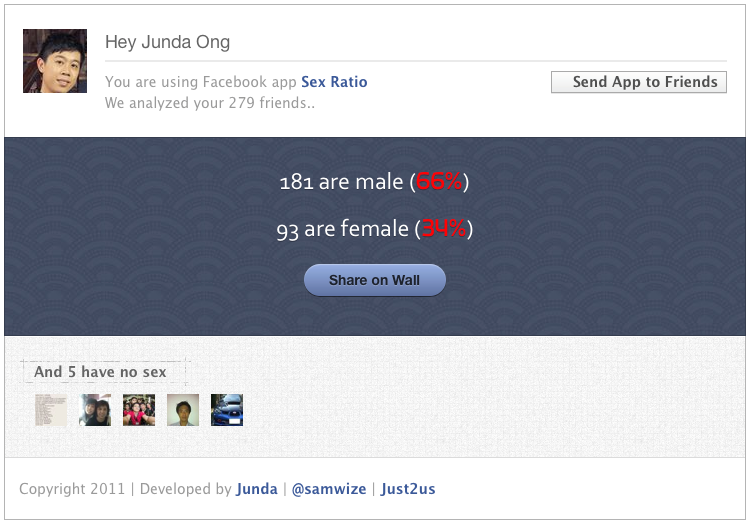 Hey Junda Ong
You are using Facebook app Sex Ratio
Send App to Friends
We analyzed your 279 friends..
181 are male (66%)
93 are female (34%)
Share on Wall
And 5 have no sex
Copyright 2011 | Developed by Junda | @samwize | Just2us